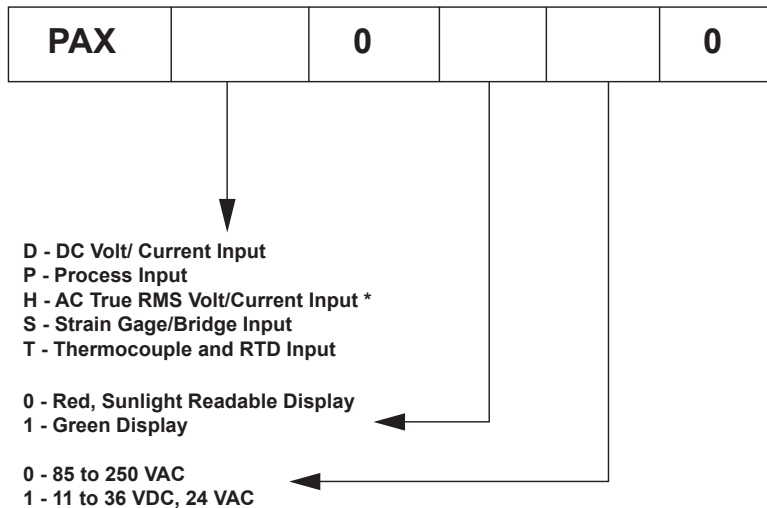 PAX 0 0
D - DC Volt/ Current Input
P - Process Input
H - AC True RMS Volt/Current Input *
S - Strain Gage/Bridge Input
T - Thermocouple and RTD Input
0 - Red, Sunlight Readable Display
1 - Green Display
0 - 85 to 250 VAC
1 - 11 to 36 VDC, 24 VAC